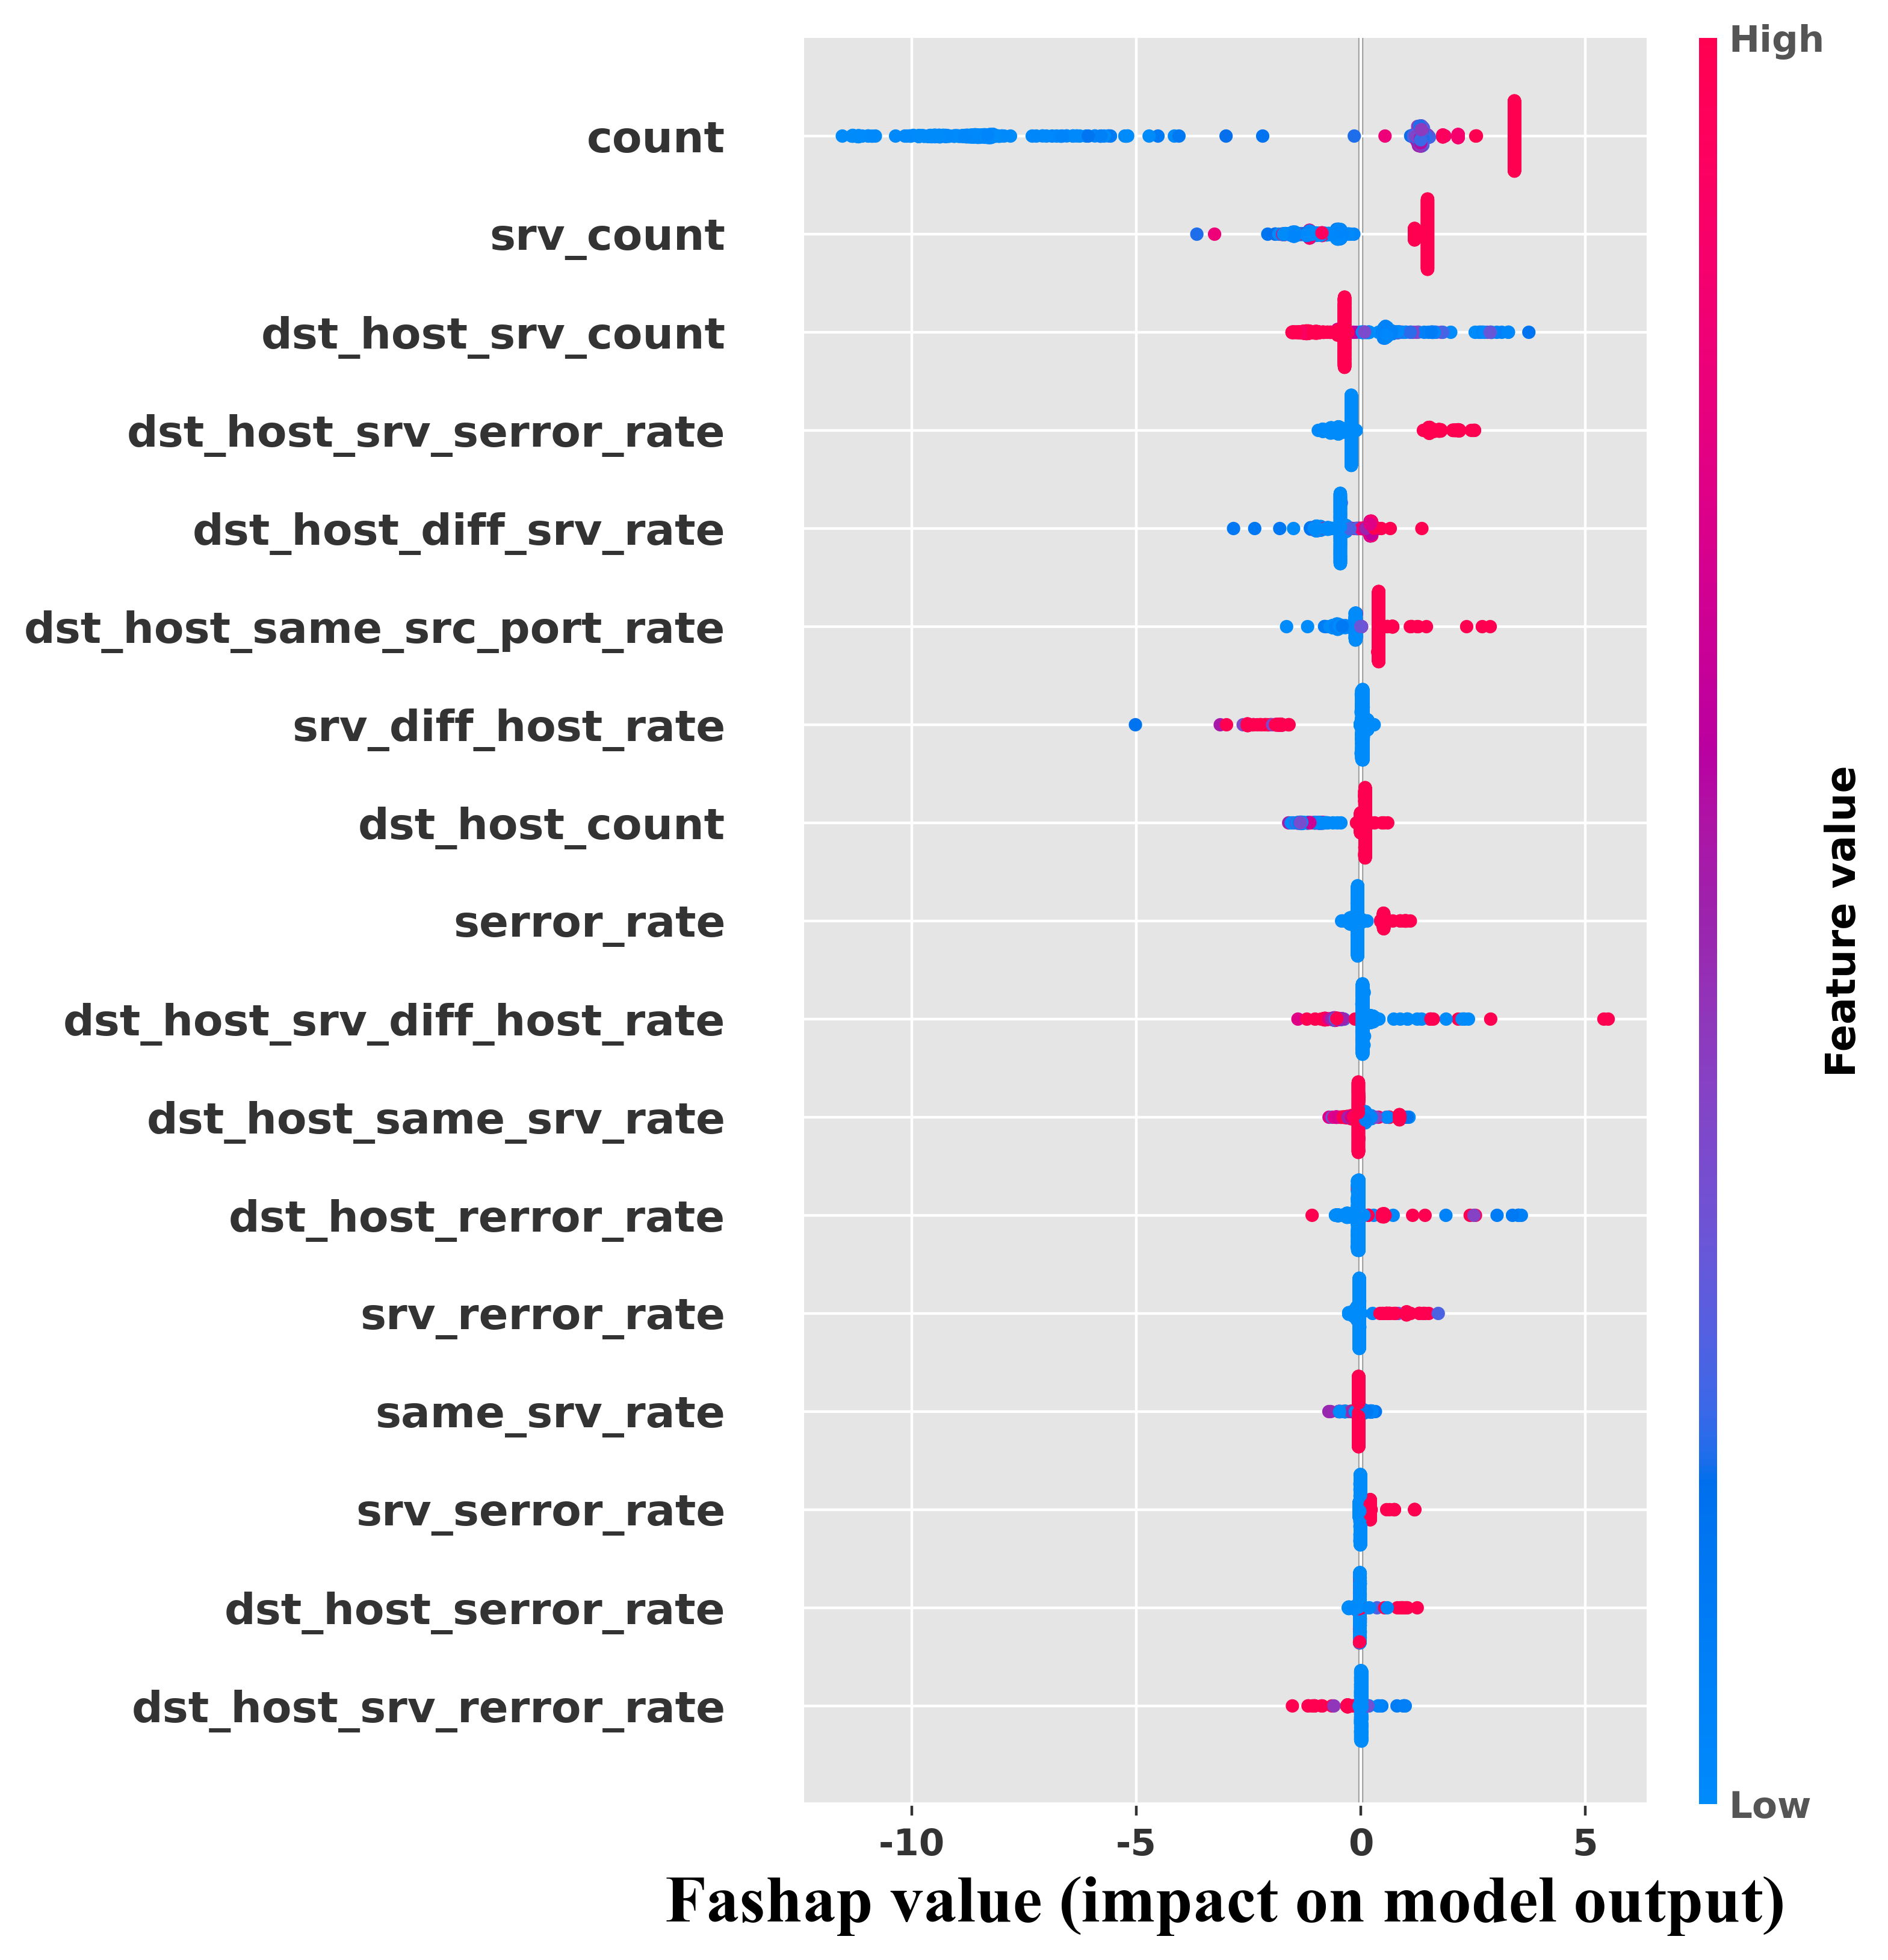 High
count
srv_count
dst_host_srv_count
dst_host_srv_serror_rate
dst_host_diff_srv_rate
dst_host_same_src_port_rate
srv_diff_host_rate
dst_host_count
serror_rate
dst_host_srv_diff_host_rate
dst_host_same_srv_rate
dst_host_rerror_rate
srv_rerror_rate
same_srv_rate
srv_serror_rate
dst_host_serror_rate
dst_host_srv_rerror_rate
Feature value
Low
-10 -5 0 5
Fashap value (impact on model output)